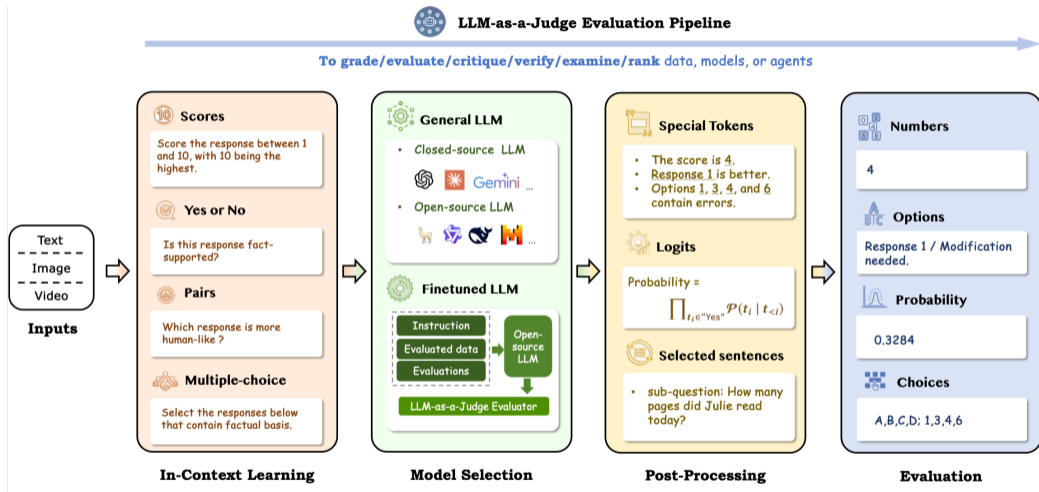 LLM-as-a-Judge Evaluation Pipeline
To grade/evaluate/critique/verify/examine/rank data, models, or agents
Text
Image
Video
Inputs
Scores
Score the response between 1
and 10, with 10 being the
highest.
Yes or No
Is this response fact-
supported?
Pairs
Which response is more
human-like ?
Multiple-choice
Select the responses below
that contain factual basis.
In-Context Learning
General LLM
• Closed-source LLM
Gemini ...
• Open-source LLM
...
Finetuned LLM
Instruction
Evaluated data
Evaluations
Open-
source
LLM
LLM-as-a-Judge Evaluator
Model Selection
Special Tokens
• The score is 4.
• Response 1 is better.
• Options 1, 3, 4, and 6
contain errors.
Logits
Probability =
∏ t_i∈"Yes" P(t_i | t_<i)
Selected sentences
• sub-question: How many
pages did Julie read
today?
Post-Processing
Numbers
4
Options
Response 1 / Modification
needed.
Probability
0.3284
Choices
A,B,C,D; 1,3,4,6
Evaluation